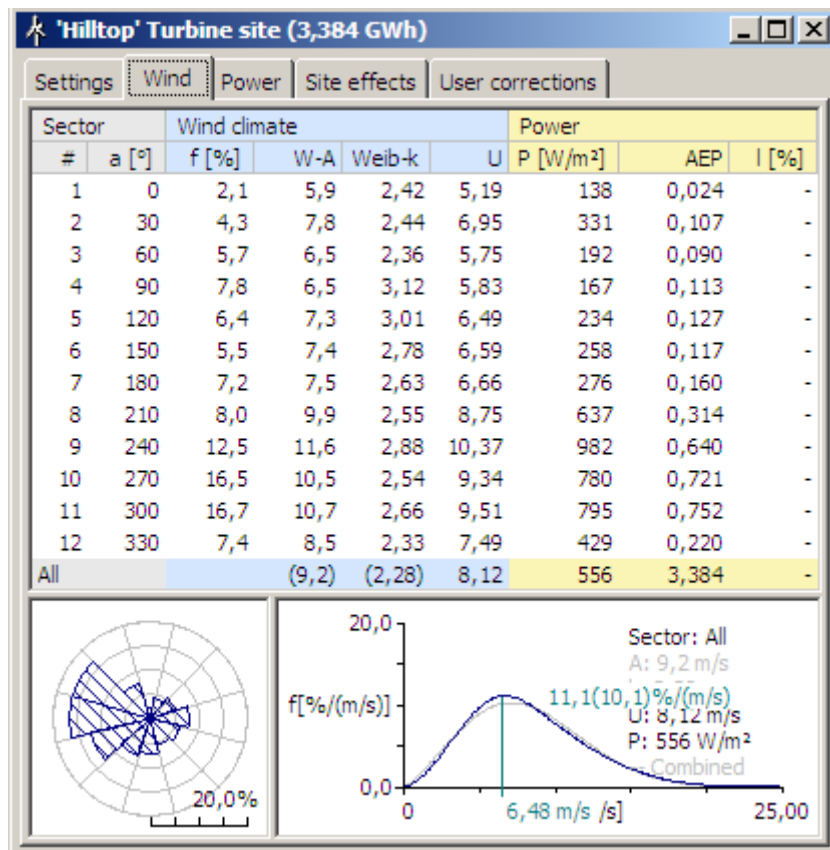 'Hilltop' Turbine site (3,384 GWh)
Settings Wind Power Site effects User corrections
Sector Wind climate Power
# a [°] f [%] W-A Weib-k U P [W/m²] AEP l [%]
1 0 2,1 5,9 2,42 5,19 138 0,024 -
2 30 4,3 7,8 2,44 6,95 331 0,107 -
3 60 5,7 6,5 2,36 5,75 192 0,090 -
4 90 7,8 6,5 3,12 5,83 167 0,113 -
5 120 6,4 7,3 3,01 6,49 234 0,127 -
6 150 5,5 7,4 2,78 6,59 258 0,117 -
7 180 7,2 7,5 2,63 6,66 276 0,160 -
8 210 8,0 9,9 2,55 8,75 637 0,314 -
9 240 12,5 11,6 2,88 10,37 982 0,640 -
10 270 16,5 10,5 2,54 9,34 780 0,721 -
11 300 16,7 10,7 2,66 9,51 795 0,752 -
12 330 7,4 8,5 2,33 7,49 429 0,220 -
All (9,2) (2,28) 8,12 556 3,384 -
20,0%
20,0
Sector: All
A: 9,2 m/s
f[%/(m/s)]
11,1(10,1)%/(m/s)
U: 8,12 m/s
P: 556 W/m²
Combined
0,0
0 6,48 m/s /s] 25,00